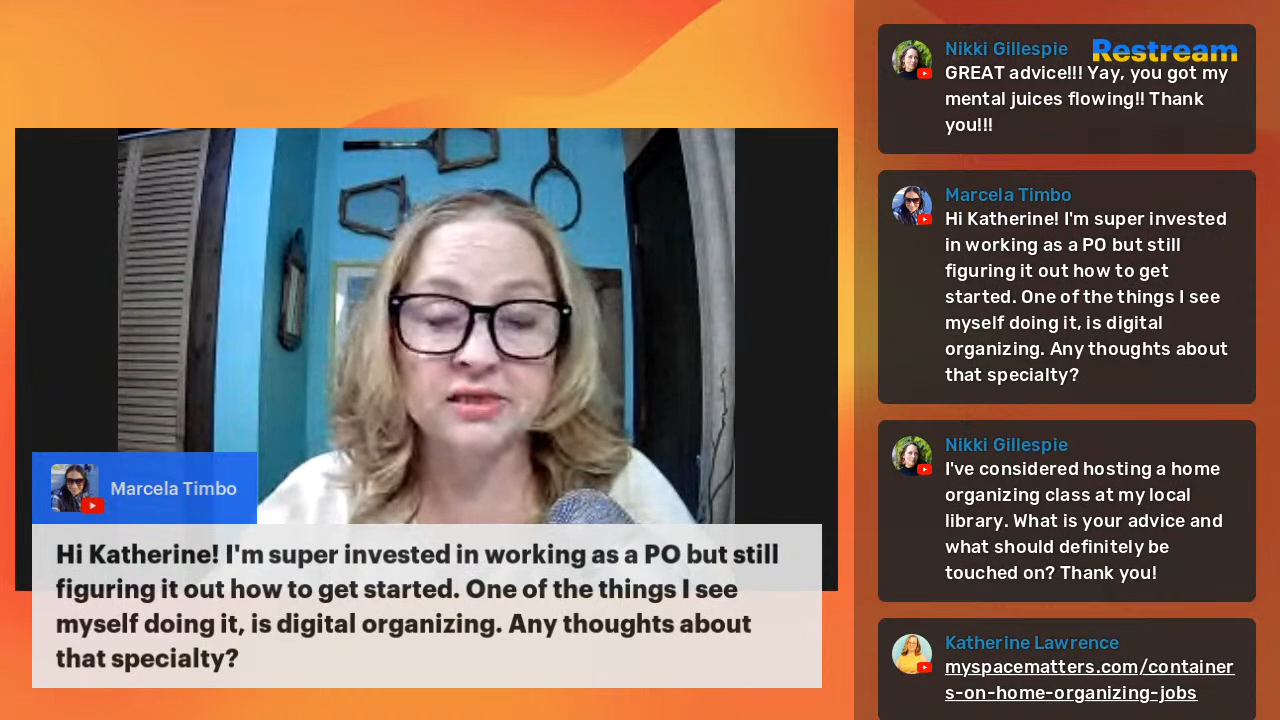 Marcela Timbo
Hi Katherine! I'm super invested in working as a PO but still
figuring it out how to get started. One of the things I see
myself doing it, is digital organizing. Any thoughts about
that specialty?
Restream
Nikki Gillespie
GREAT advice!!! Yay, you got my
mental juices flowing!! Thank
you!!!
Marcela Timbo
Hi Katherine! I'm super invested
in working as a PO but still
figuring it out how to get
started. One of the things I see
myself doing it, is digital
organizing. Any thoughts about
that specialty?
Nikki Gillespie
I've considered hosting a home
organizing class at my local
library. What is your advice and
what should definitely be
touched on? Thank you!
Katherine Lawrence
myspacematters.com/container
s-on-home-organizing-jobs